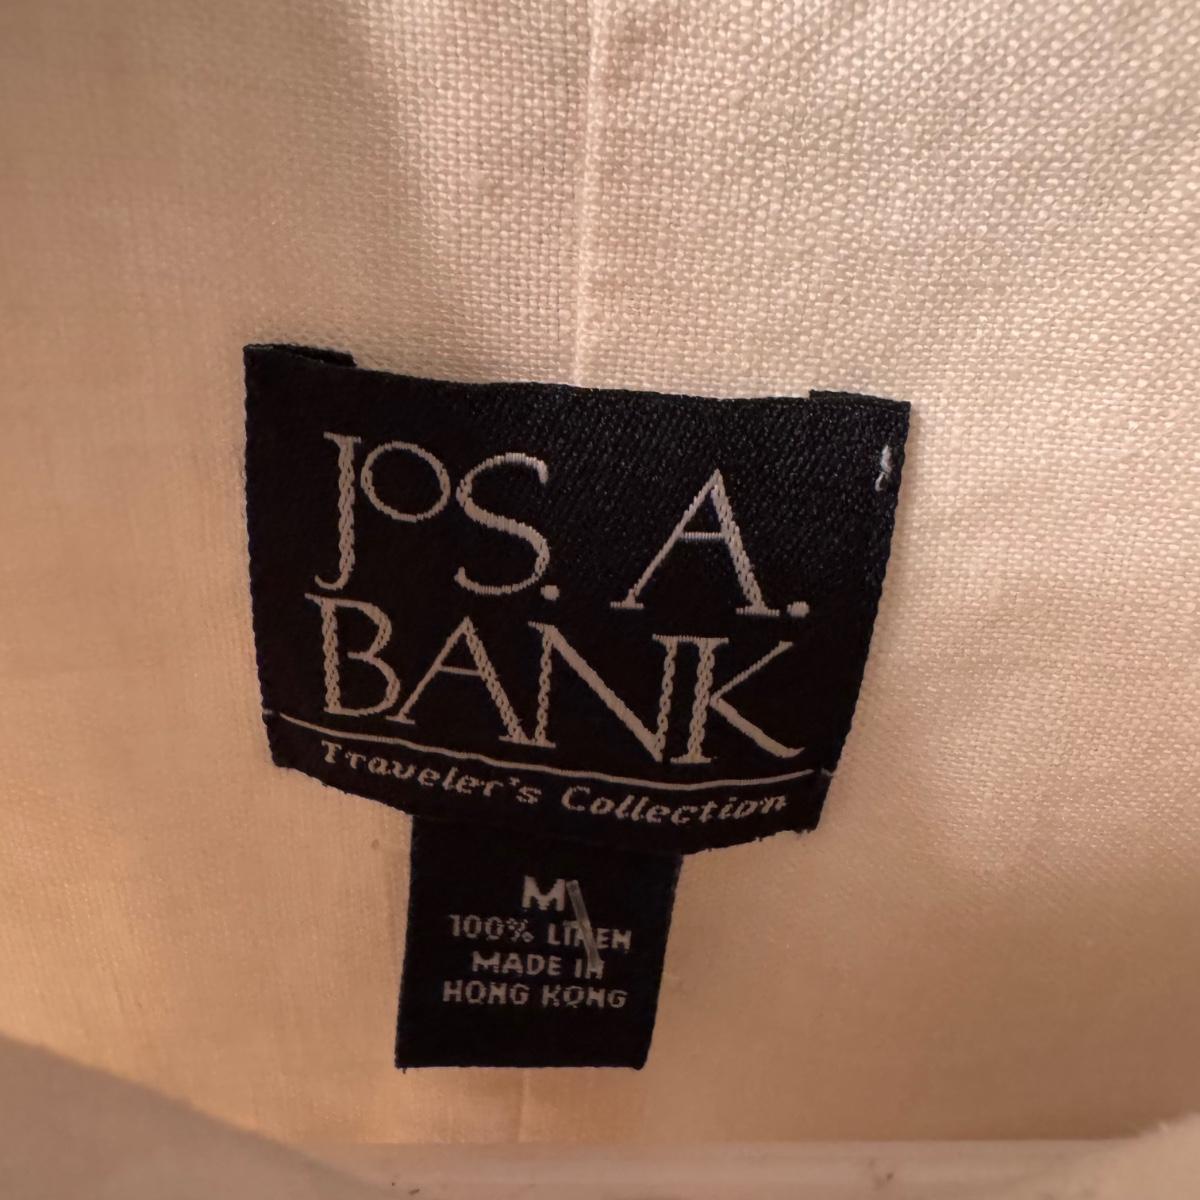 JOS. A.
BANK
Traveler's Collection
M
100% LINEN
MADE IN
HONG KONG